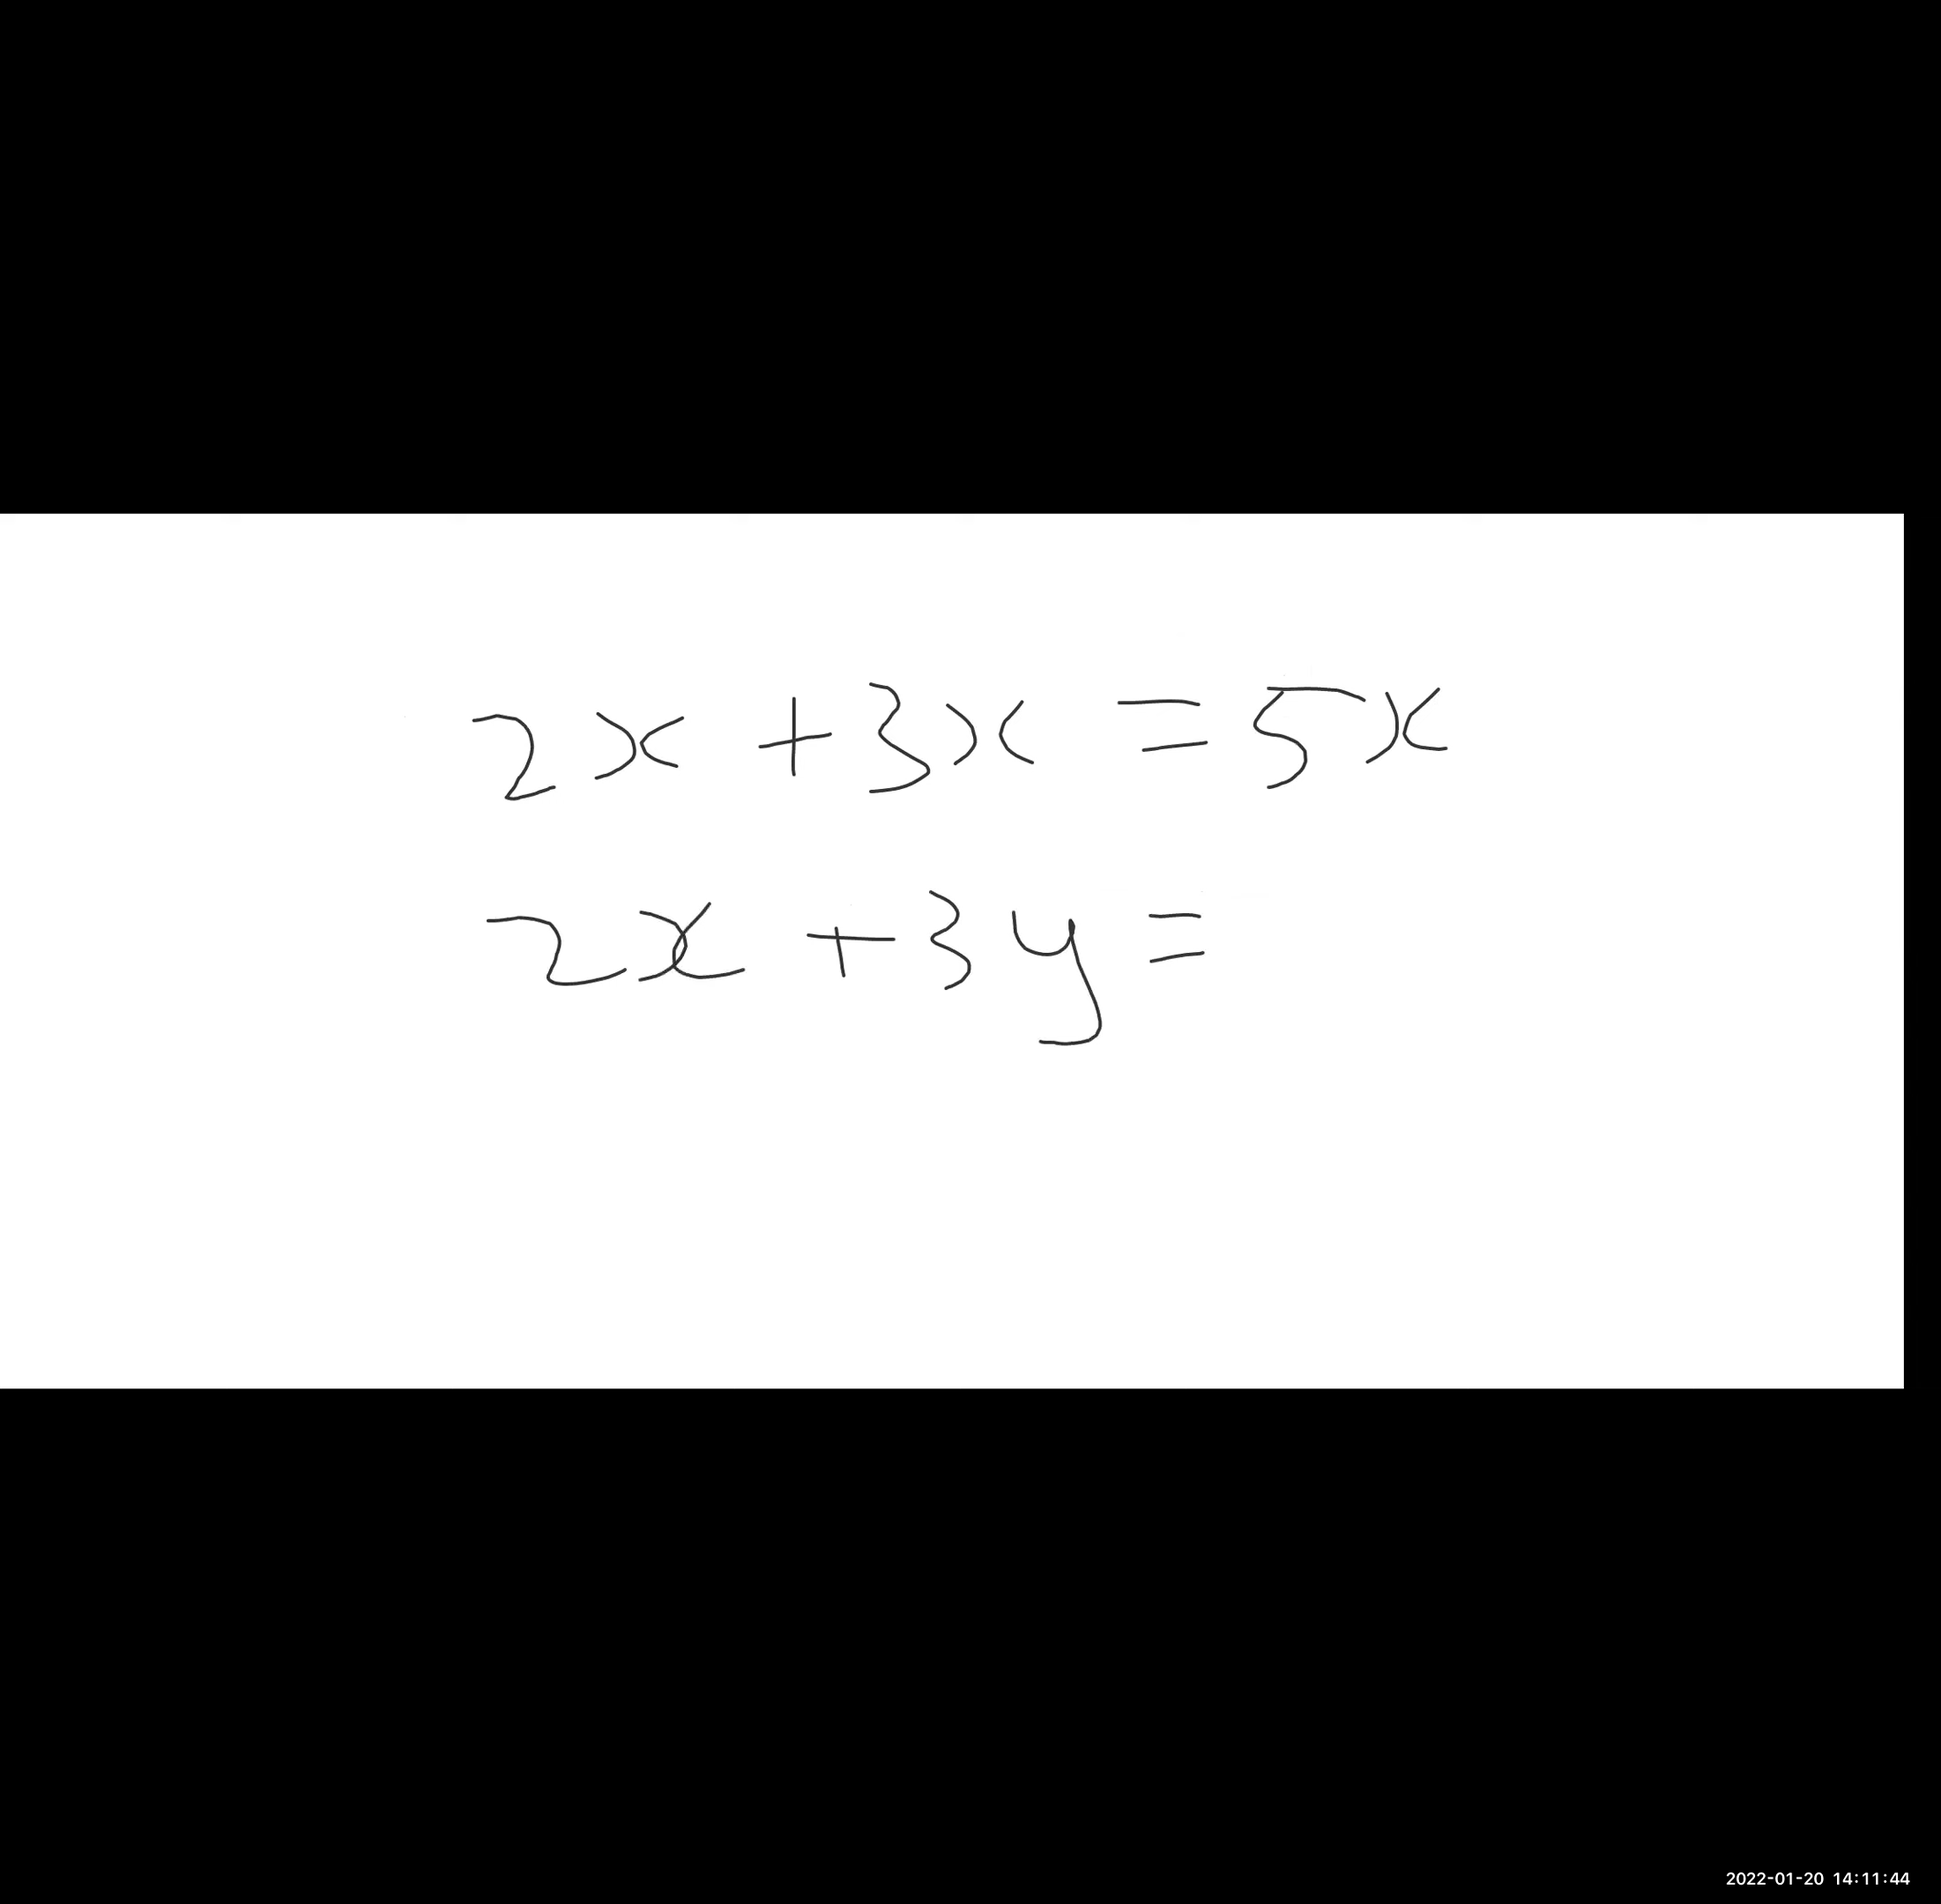 2x + 3x = 5x
2x + 3y =
2022-01-20 14:11:44